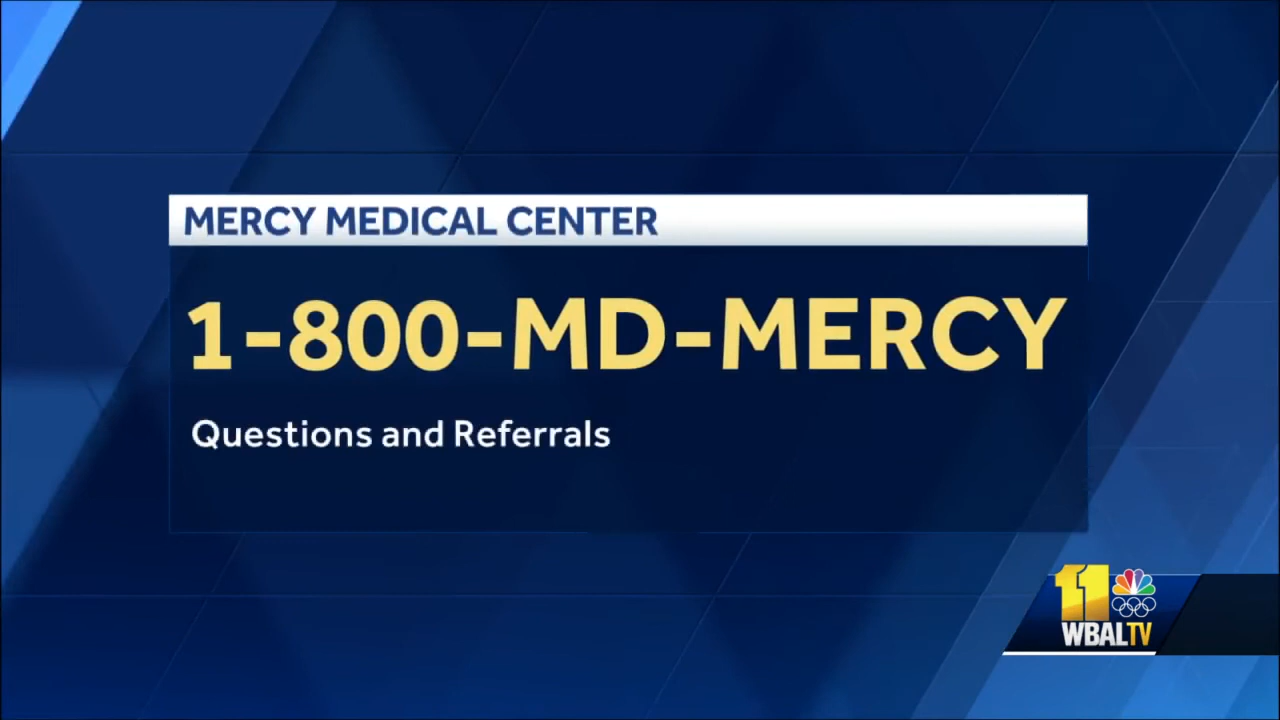 MERCY MEDICAL CENTER
1-800-MD-MERCY
Questions and Referrals
11
WBALTV